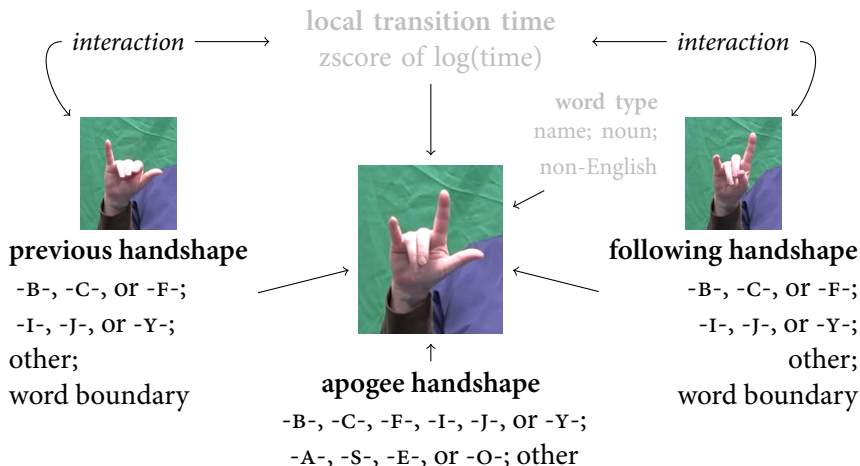 interaction
local transition time
zscore of log(time)
interaction
word type
name; noun;
non-English
previous handshape
-B-, -C-, or -F-;
-I-, -J-, or -Y-;
other;
word boundary
following handshape
-B-, -C-, or -F-;
-I-, -J-, or -Y-;
other;
word boundary
apogee handshape
-B-, -C-, -F-, -I-, -J-, or -Y-;
-A-, -S-, -E-, or -O-; other